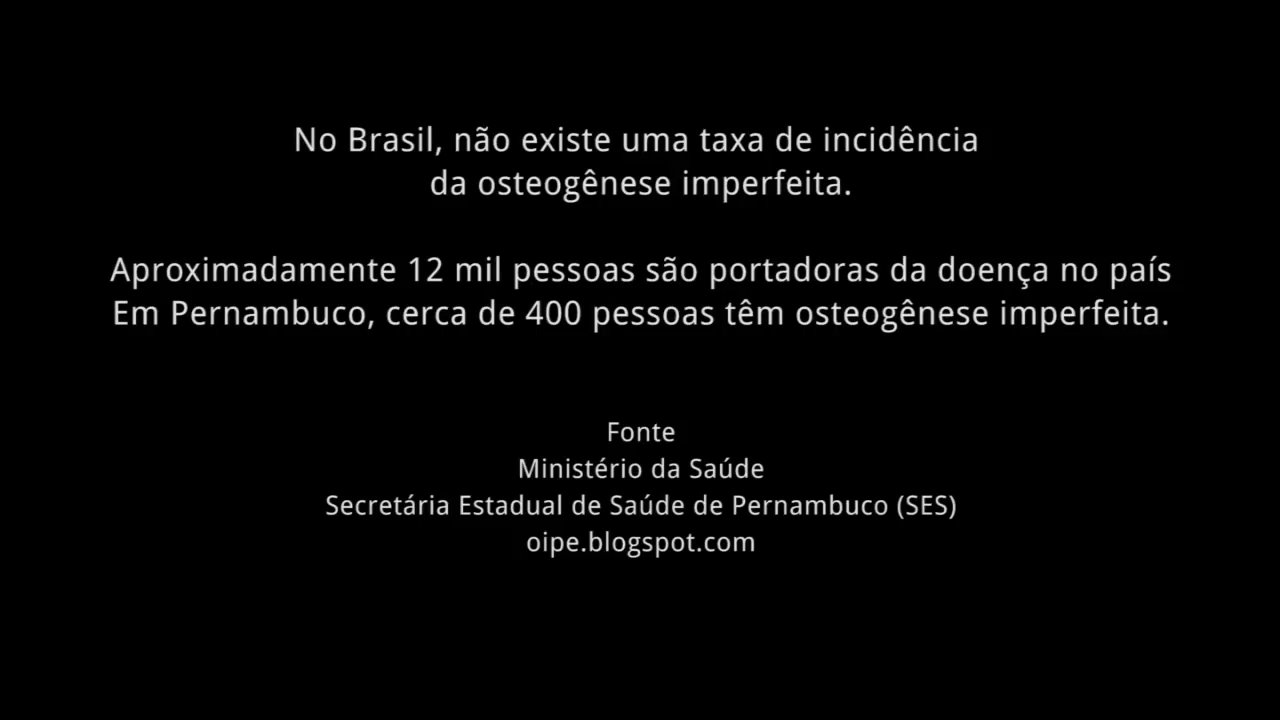 No Brasil, não existe uma taxa de incidência
da osteogênese imperfeita.
Aproximadamente 12 mil pessoas são portadoras da doença no país
Em Pernambuco, cerca de 400 pessoas têm osteogênese imperfeita.
Fonte
Ministério da Saúde
Secretária Estadual de Saúde de Pernambuco (SES)
oipe.blogspot.com